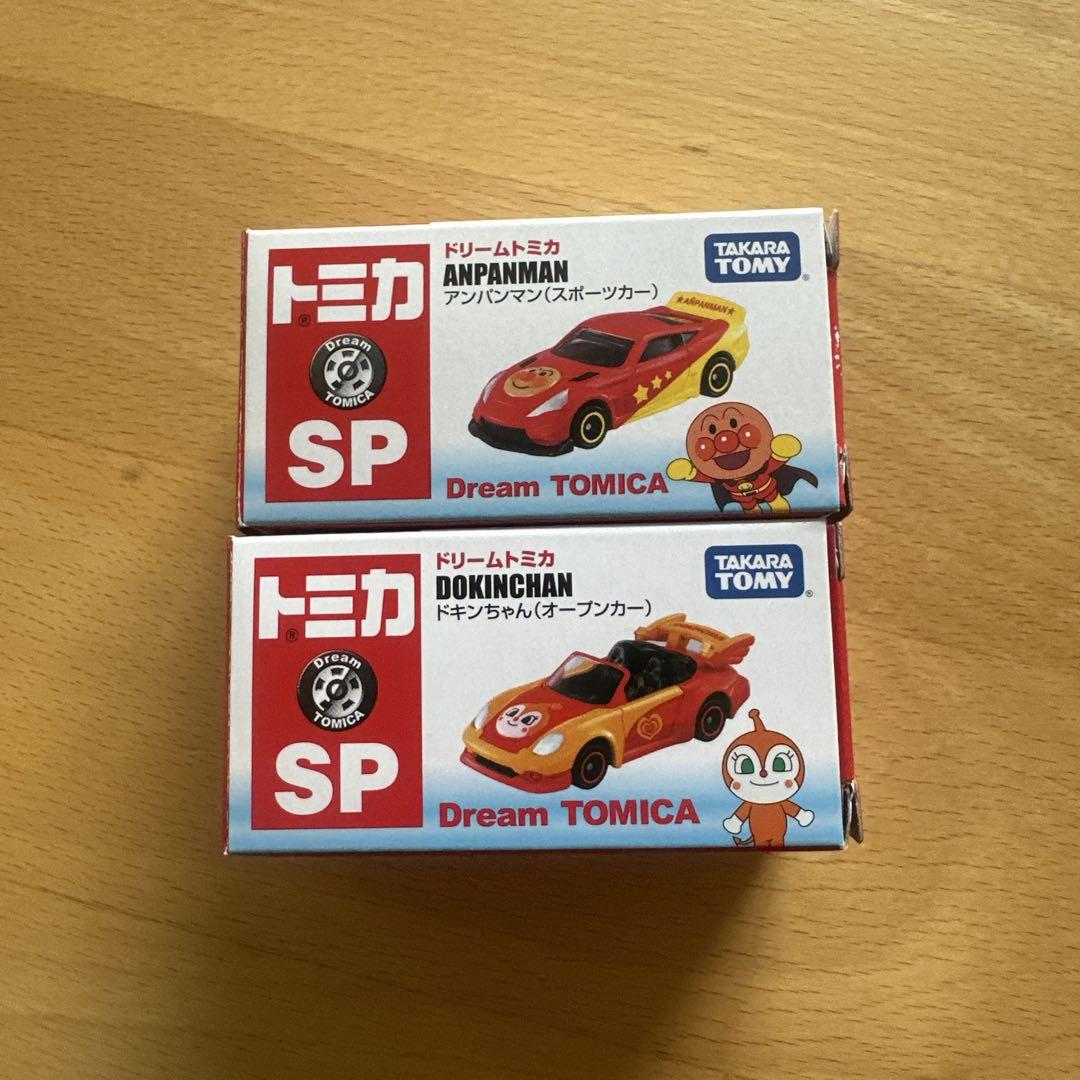 トミカ
®
Dream
TOMICA
SP
ドリームトミカ
ANPANMAN
アンパンマン(スポーツカー)
TAKARA
TOMY
®
★ANPANMAN★
Dream TOMICA
トミカ
®
Dream
TOMICA
SP
ドリームトミカ
DOKINCHAN
ドキンちゃん(オープンカー)
TAKARA
TOMY
®
Dream TOMICA